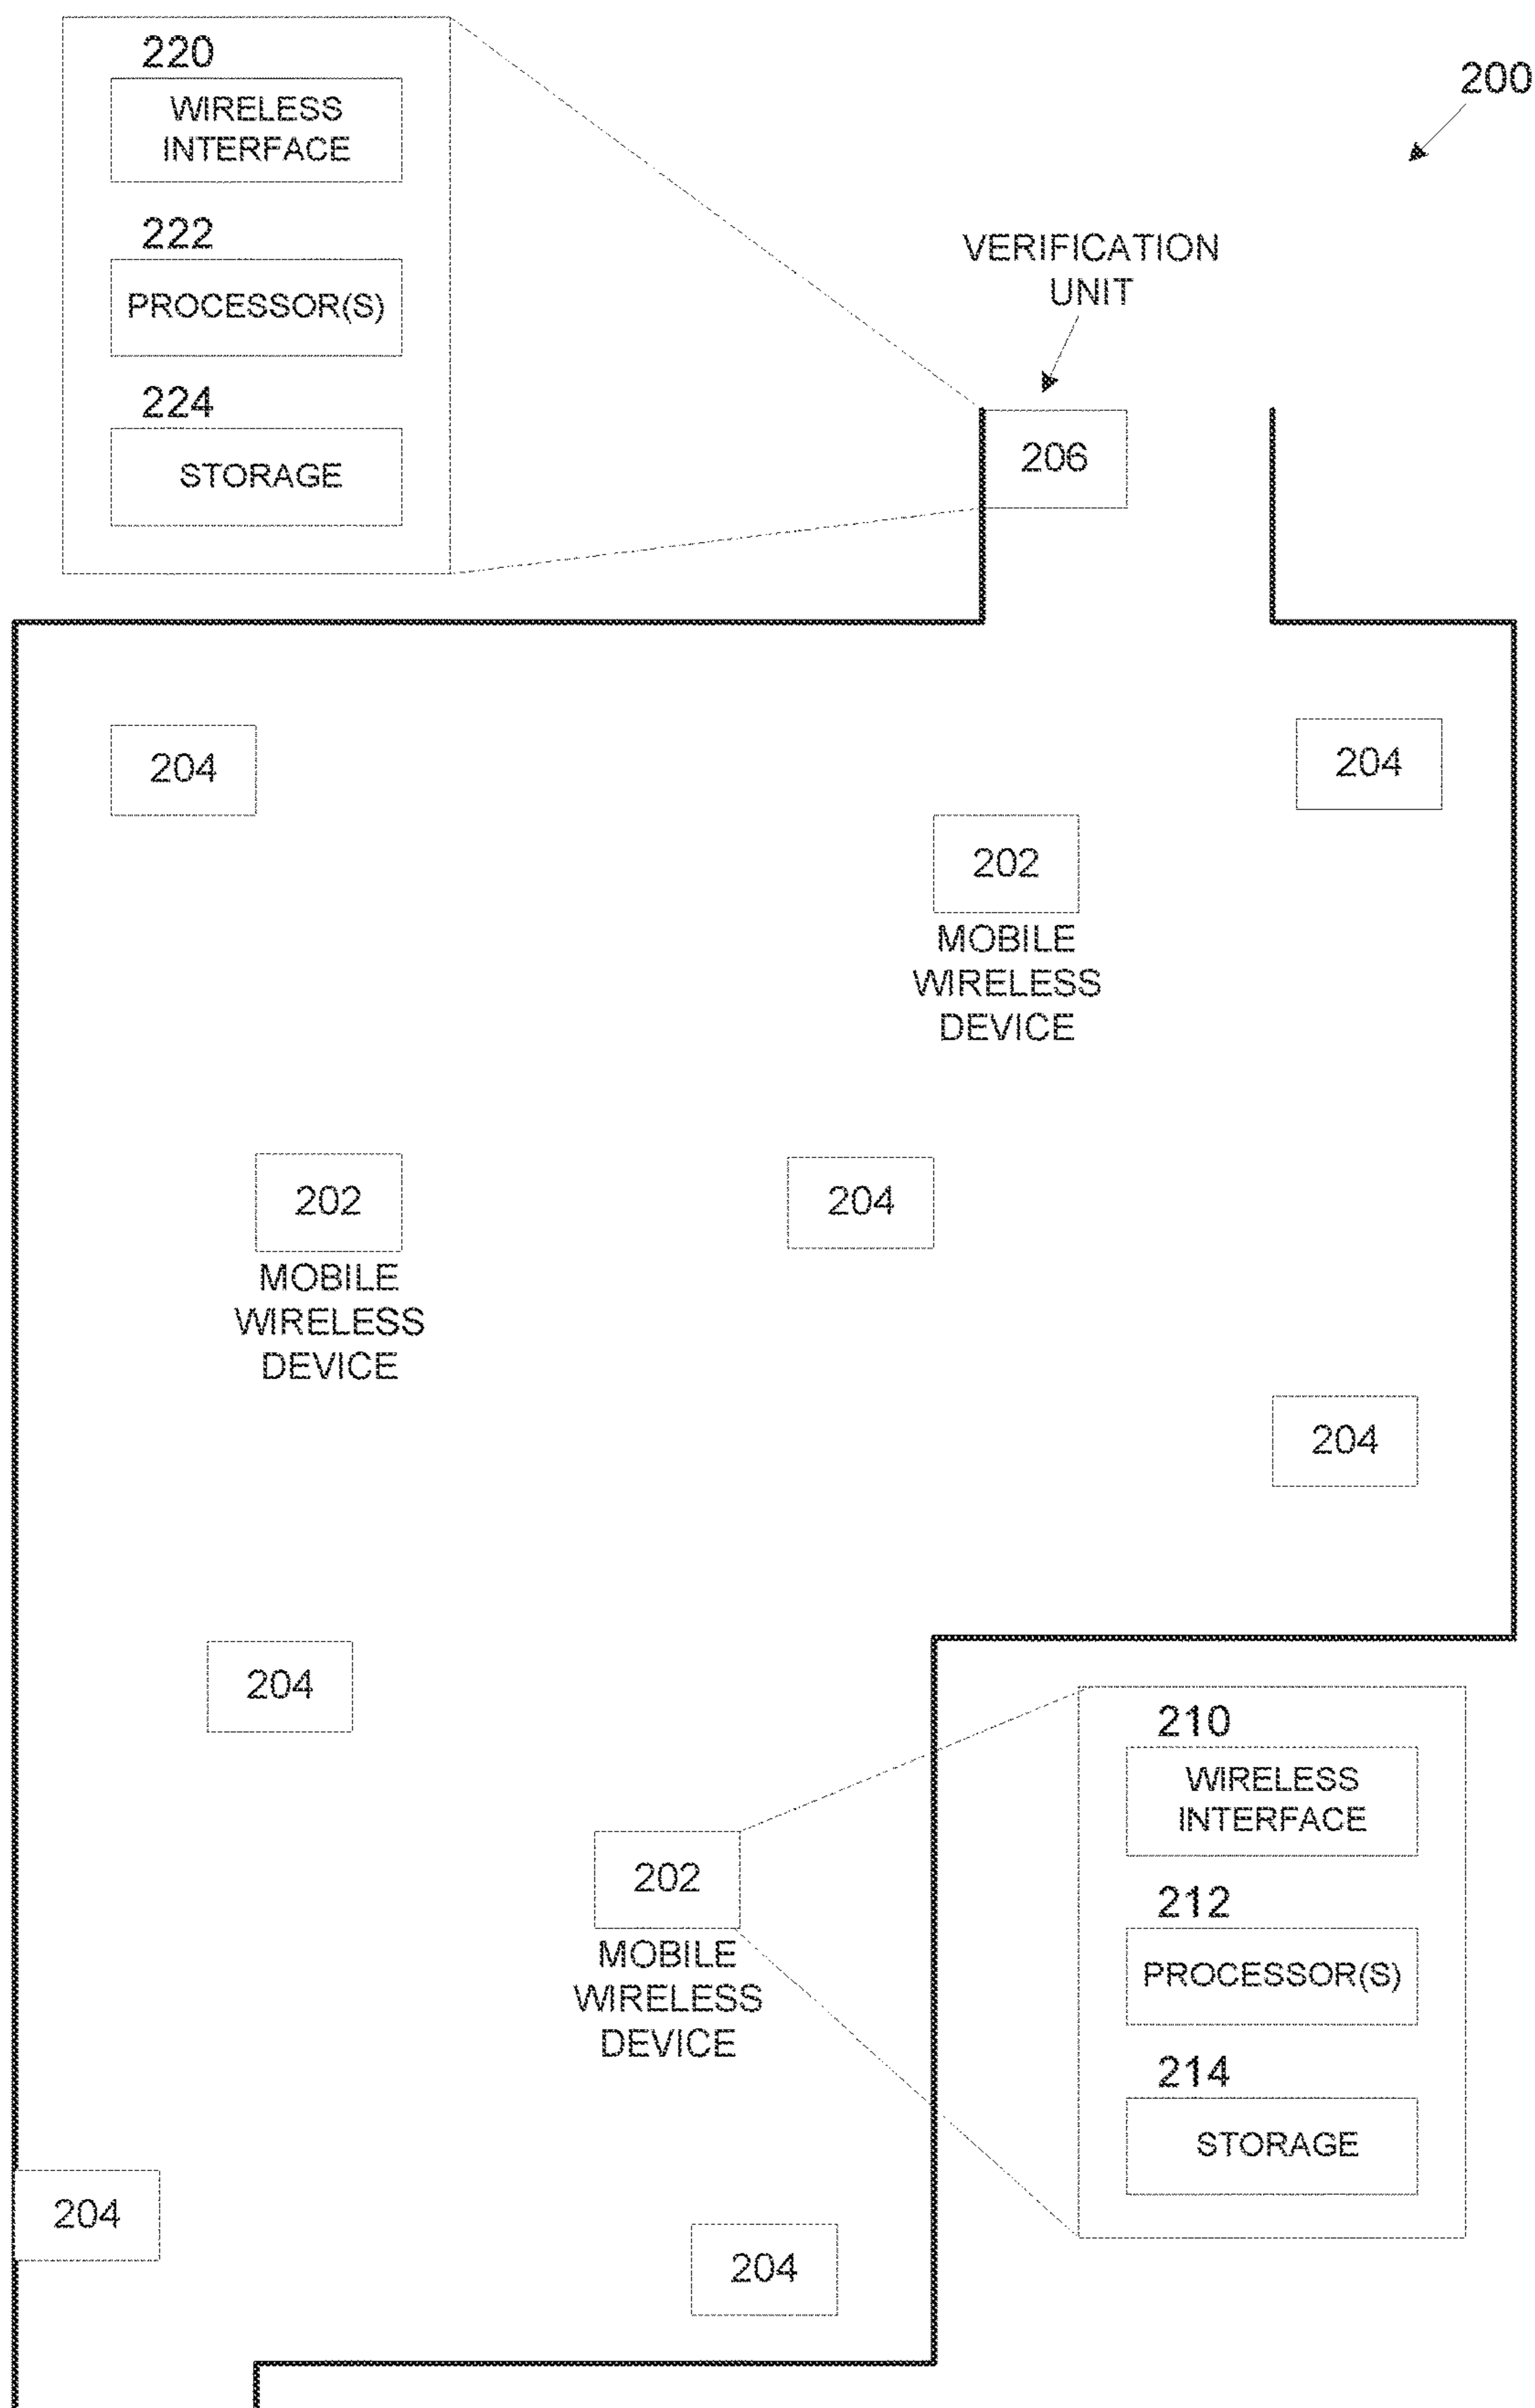 220
WIRELESS
INTERFACE
222
PROCESSOR(S)
224
STORAGE
200
VERIFICATION
UNIT
206
204
204
202
MOBILE
WIRELESS
DEVICE
202
MOBILE
WIRELESS
DEVICE
204
204
204
202
MOBILE
WIRELESS
DEVICE
210
WIRELESS
INTERFACE
212
PROCESSOR(S)
214
STORAGE
204
204